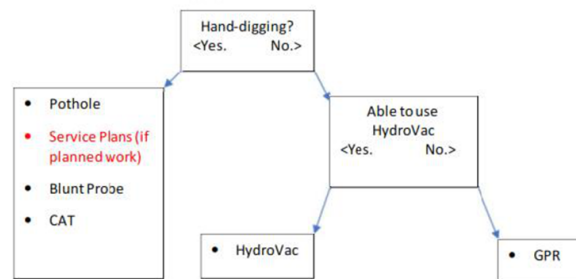 Hand-digging?
<Yes. No.>
• Pothole
• Service Plans (if
planned work)
• Blunt Probe
• CAT
Able to use
HydroVac
<Yes. No.>
• HydroVac
• GPR